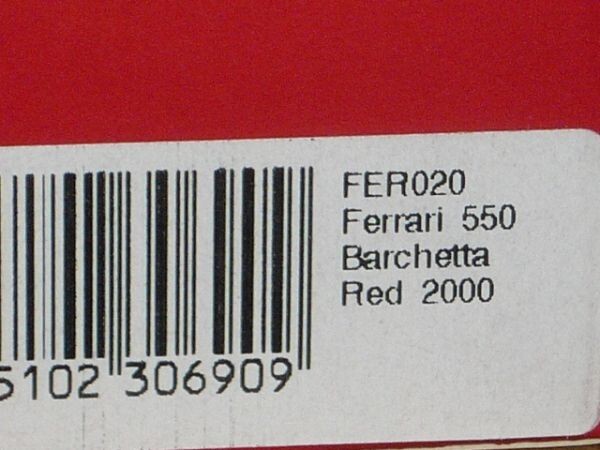 FER020
Ferrari 550
Barchetta
Red 2000
5102 306909